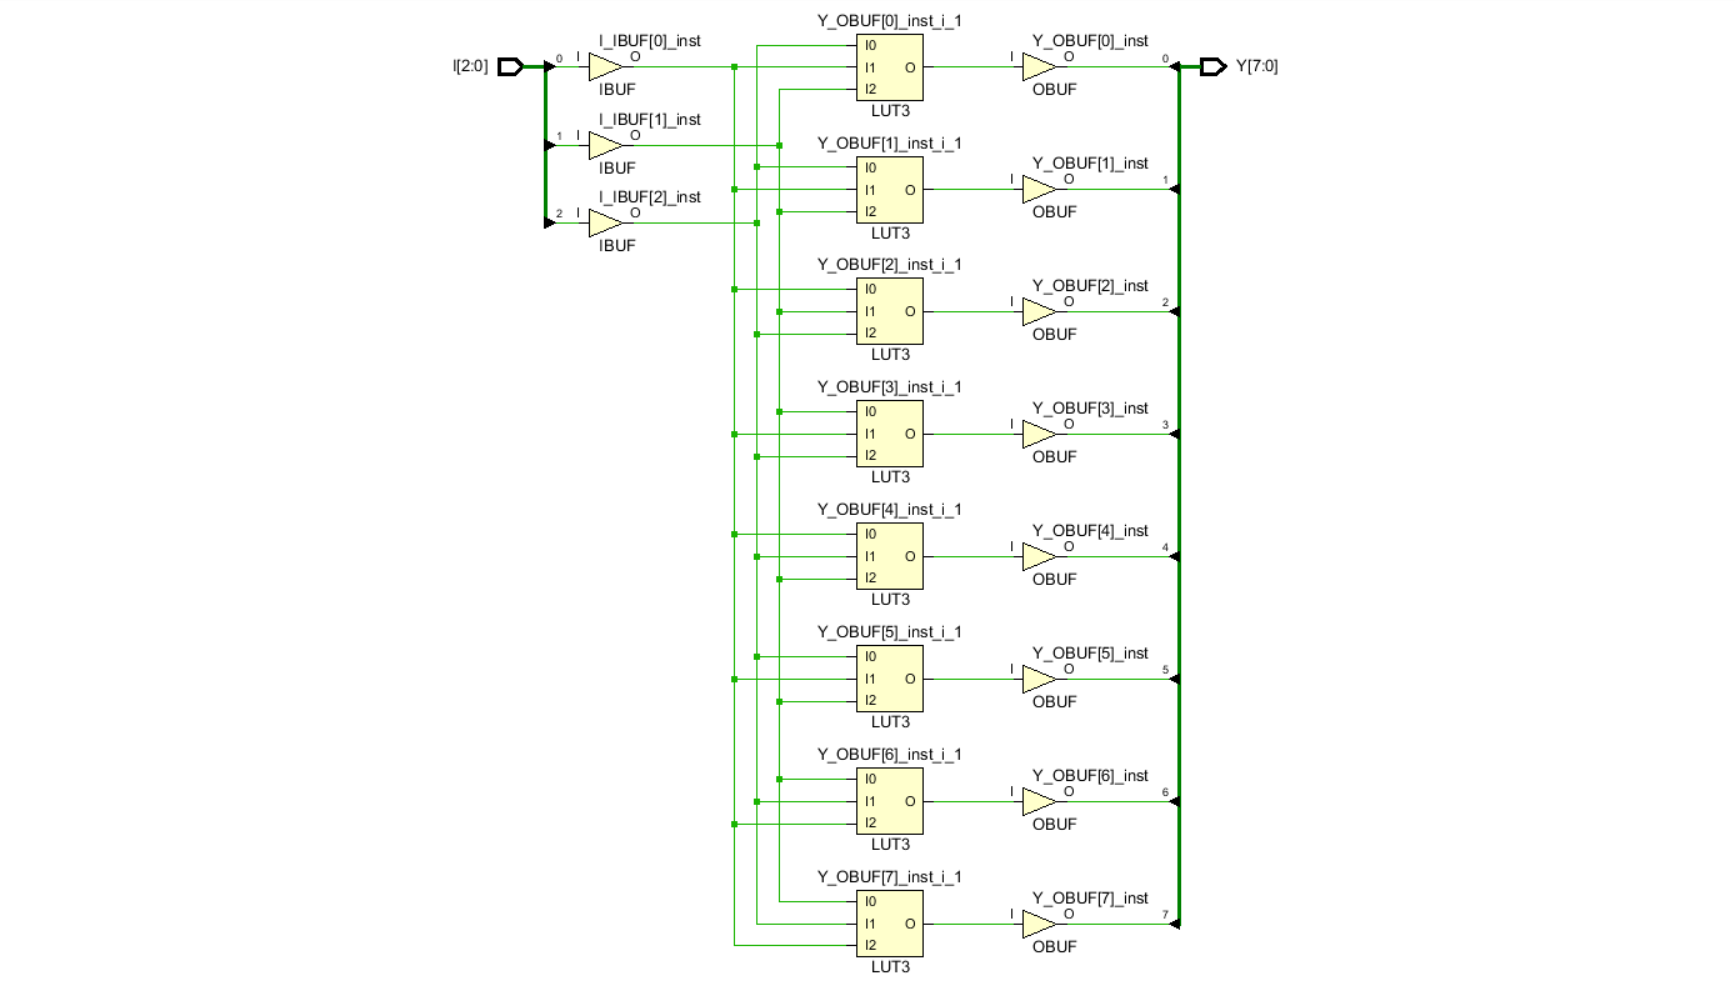 I[2:0]
0
I
I_IBUF[0]_inst
O
IBUF
1
I
I_IBUF[1]_inst
O
IBUF
2
I
I_IBUF[2]_inst
O
IBUF
Y_OBUF[0]_inst_i_1
I0
I1
I2
O
LUT3
I
Y_OBUF[0]_inst
O
OBUF
0
Y[7:0]
Y_OBUF[1]_inst_i_1
I0
I1
I2
O
LUT3
I
Y_OBUF[1]_inst
O
OBUF
1
Y_OBUF[2]_inst_i_1
I0
I1
I2
O
LUT3
I
Y_OBUF[2]_inst
O
OBUF
2
Y_OBUF[3]_inst_i_1
I0
I1
I2
O
LUT3
I
Y_OBUF[3]_inst
O
OBUF
3
Y_OBUF[4]_inst_i_1
I0
I1
I2
O
LUT3
I
Y_OBUF[4]_inst
O
OBUF
4
Y_OBUF[5]_inst_i_1
I0
I1
I2
O
LUT3
I
Y_OBUF[5]_inst
O
OBUF
5
Y_OBUF[6]_inst_i_1
I0
I1
I2
O
LUT3
I
Y_OBUF[6]_inst
O
OBUF
6
Y_OBUF[7]_inst_i_1
I0
I1
I2
O
LUT3
I
Y_OBUF[7]_inst
O
OBUF
7